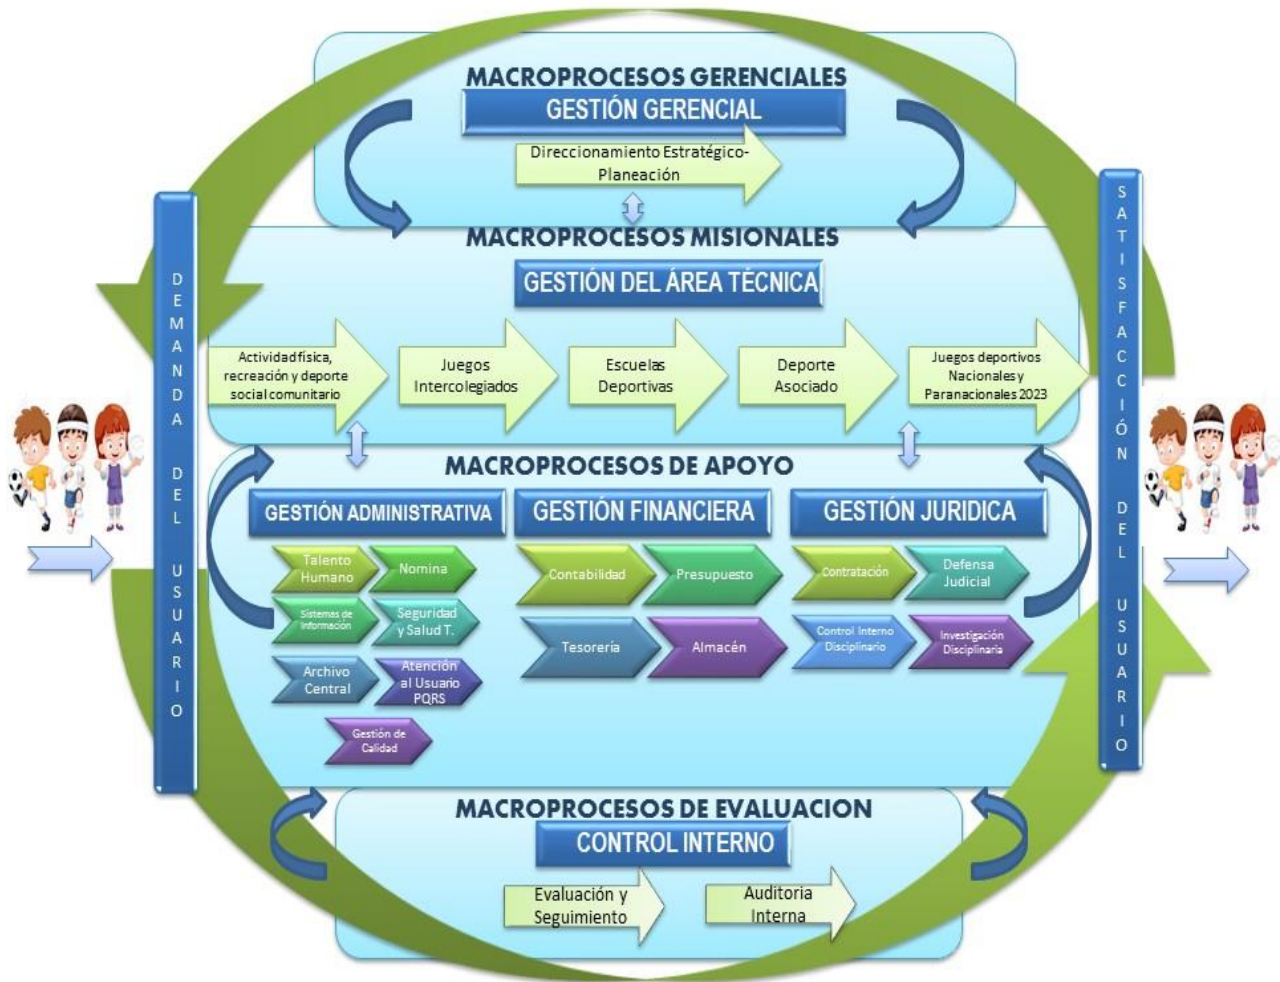 MACROPROCESOS GERENCIALES
GESTIÓN GERENCIAL
Direccionamiento Estratégico-
Planeación
MACROPROCESOS MISIONALES
GESTIÓN DEL ÁREA TÉCNICA
Actividad física,
recreación y deporte
social comunitario
Juegos
Intercolegiados
Escuelas
Deportivas
Deporte
Asociado
Juegos deportivos
Nacionales y
Paranacionales 2023
DEMANDA DEL USUARIO
SATISFACCIÓN DEL USUARIO
MACROPROCESOS DE APOYO
GESTIÓN ADMINISTRATIVA
Talento
Humano
Nomina
Sistemas de
Información
Seguridad
y Salud T.
Archivo
Central
Atención
al Usuario
PQRS
Gestión de
Calidad
GESTIÓN FINANCIERA
Contabilidad
Presupuesto
Tesorería
Almacén
GESTIÓN JURIDICA
Contratación
Defensa
Judicial
Control Interno
Disciplinario
Investigación
Disciplinaria
MACROPROCESOS DE EVALUACION
CONTROL INTERNO
Evaluación y
Seguimiento
Auditoria
Interna